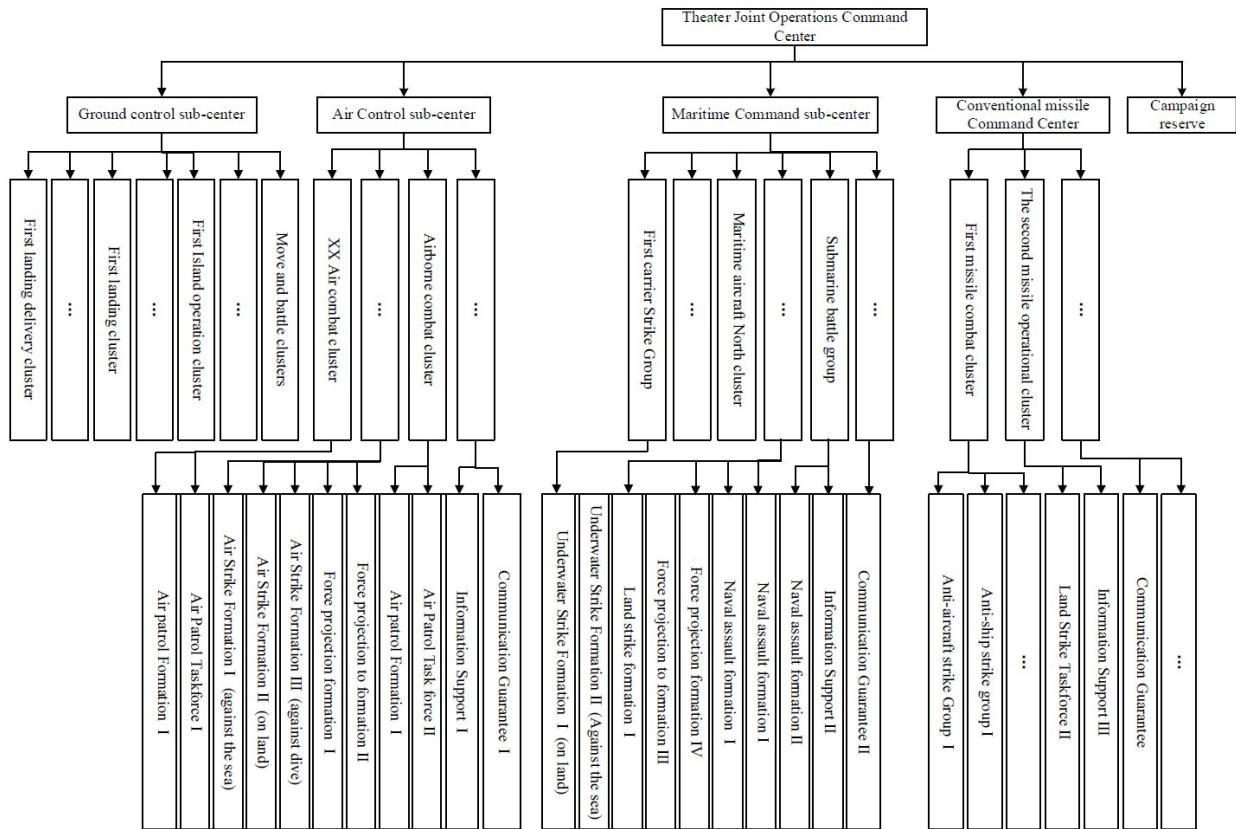 Theater Joint Operations Command
Center
Ground control sub-center
Air Control sub-center
Maritime Command sub-center
Conventional missile
Command Center
Campaign
reserve
First landing delivery cluster
...
First landing cluster
...
First Island operation cluster
...
Move and battle clusters
XX Air combat cluster
...
Airborne combat cluster
...
First carrier Strike Group
...
Maritime aircraft North cluster
...
Submarine battle group
...
First missile combat cluster
The second missile operational cluster
...
Air patrol Formation I
Air Patrol Taskforce I
Air Strike Formation I (against the sea)
Air Strike Formation II (on land)
Air Strike Formation III (against dive)
Force projection formation I
Force projection to formation II
Air patrol Formation I
Air Patrol Task force II
Information Support I
Communication Guarantee I
Underwater Strike Formation I (on land)
Underwater Strike Formation II (Against the sea)
Land strike formation I
Force projection to formation III
Force projection formation IV
Naval assault formation I
Naval assault formation I
Naval assault formation II
Information Support II
Communication Guarantee II
Anti-aircraft strike Group I
Anti-ship strike group I
...
Land Strike Taskforce II
Information Support III
Communication Guarantee
...